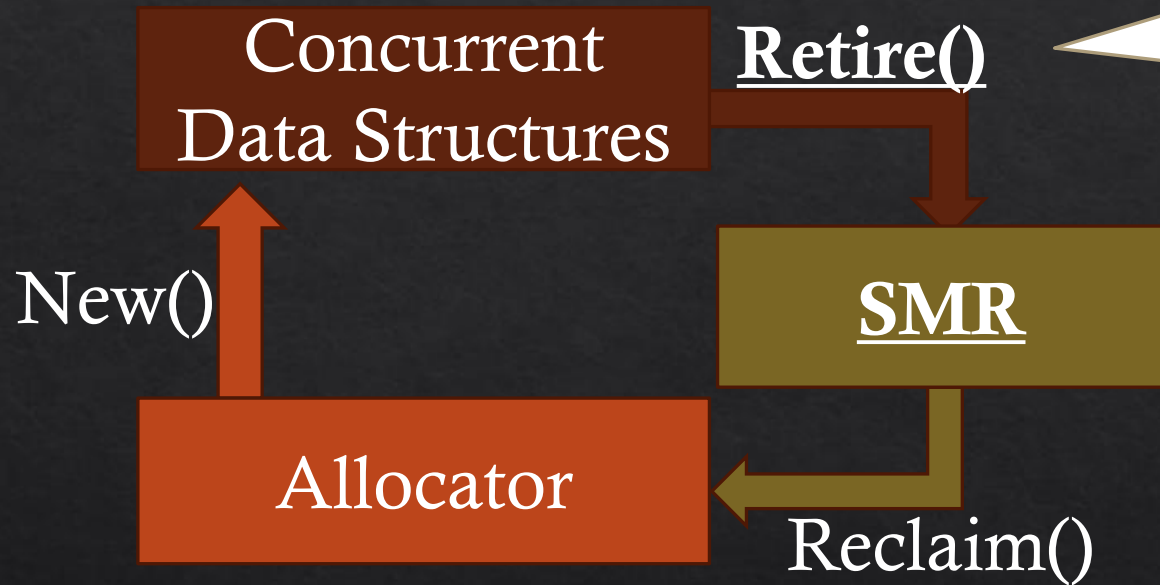 Concurrent
Data Structures
Retire()
New()
SMR
Allocator
Reclaim()